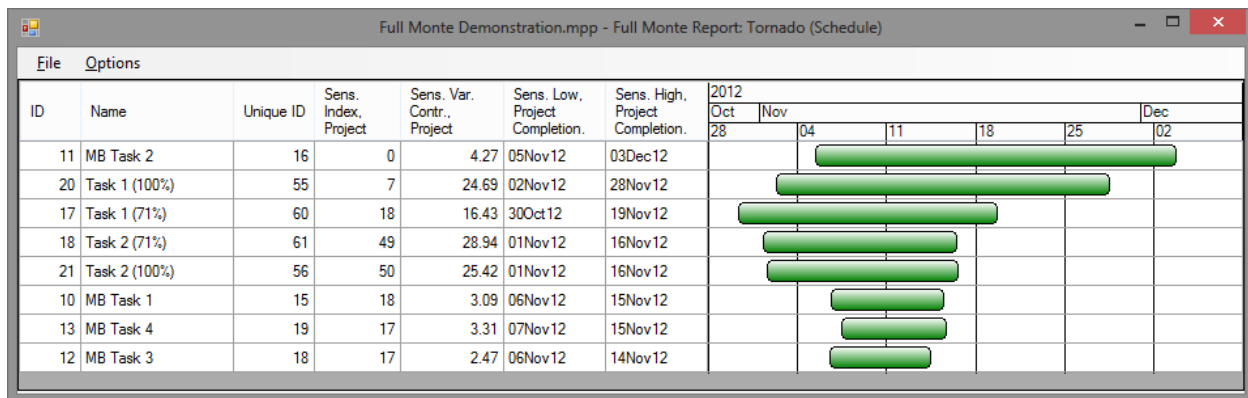 Full Monte Demonstration.mpp - Full Monte Report: Tornado (Schedule)
File Options
ID Name Unique ID Sens. Index, Project Sens. Var. Contr., Project Sens. Low, Project Completion. Sens. High, Project Completion.
2012
Oct Nov Dec
28 04 11 18 25 02
11 MB Task 2 16 0 4.27 05Nov12 03Dec12
20 Task 1 (100%) 55 7 24.69 02Nov12 28Nov12
17 Task 1 (71%) 60 18 16.43 30Oct12 19Nov12
18 Task 2 (71%) 61 49 28.94 01Nov12 16Nov12
21 Task 2 (100%) 56 50 25.42 01Nov12 16Nov12
10 MB Task 1 15 18 3.09 06Nov12 15Nov12
13 MB Task 4 19 17 3.31 07Nov12 15Nov12
12 MB Task 3 18 17 2.47 06Nov12 14Nov12